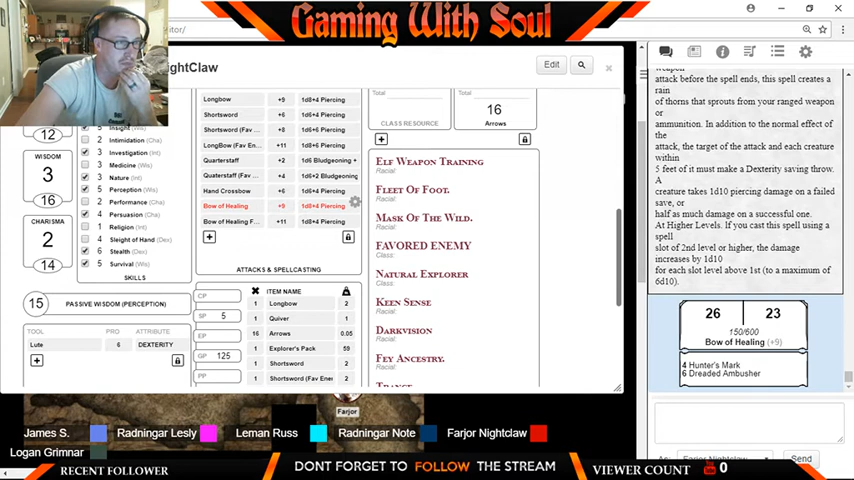 Gaming With Soul
itor/
ightClaw
Edit
Longbow +9 1d8+4 Piercing
Shortsword +6 1d6+4 Piercing
Shortsword (Fav ... +8 1d6+6 Piercing
LongBow (Fav En... +11 1d8+6 Piercing
Quarterstaff +2 1d6 Bludgeoning +
Quaterstaff (Fav ... +4 1d6+2 Bludgeoning
Hand Crossbow +6 1d6+4 Piercing
Bow of Healing +9 1d8+4 Piercing
Bow of Healing F... +11 1d8+4 Piercing
ATTACKS & SPELLCASTING
Total
CLASS RESOURCE
Total
16
Arrows
12
WISDOM
3
16
CHARISMA
2
14
5 Insight (Wis)
2 Intimidation (Cha)
3 Investigation (Int)
3 Medicine (Wis)
3 Nature (Int)
5 Perception (Wis)
2 Performance (Cha)
4 Persuasion (Cha)
1 Religion (Int)
4 Sleight of Hand (Dex)
6 Stealth (Dex)
5 Survival (Wis)
SKILLS
15 PASSIVE WISDOM (PERCEPTION)
TOOL PRO ATTRIBUTE
Lute 6 DEXTERITY
CP
SP 5
EP
GP 125
PP
ITEM NAME
1 Longbow 2
1 Quiver 1
16 Arrows 0.05
1 Explorer's Pack 59
1 Shortsword 2
1 Shortsword (Fav Ene 2
Elf Weapon Training
Racial:
Fleet Of Foot.
Racial:
Mask Of The Wild.
Racial:
FAVORED ENEMY
Class:
Natural Explorer
Class:
Keen Sense
Racial:
Darkvision
Racial:
Fey Ancestry.
Racial:
Trance
weapon
attack before the spell ends, this spell creates a
rain
of thorns that sprouts from your ranged weapon
or
ammunition. In addition to the normal effect of
the
attack, the target of the attack and each creature
within
5 feet of it must make a Dexterity saving throw.
A
creature takes 1d10 piercing damage on a failed
save, or
half as much damage on a successful one.
At Higher Levels. If you cast this spell using a
spell
slot of 2nd level or higher, the damage
increases by 1d10
for each slot level above 1st (to a maximum of
6d10).
26 23
150/600
Bow of Healing (+9)
4 Hunter's Mark
6 Dreaded Ambusher
As: Farjor Nightclaw Send
Farjor
James S. Radningar Lesly Leman Russ Radningar Note Farjor Nightclaw
Logan Grimnar
RECENT FOLLOWER
DONT FORGET TO FOLLOW THE STREAM
VIEWER COUNT 0